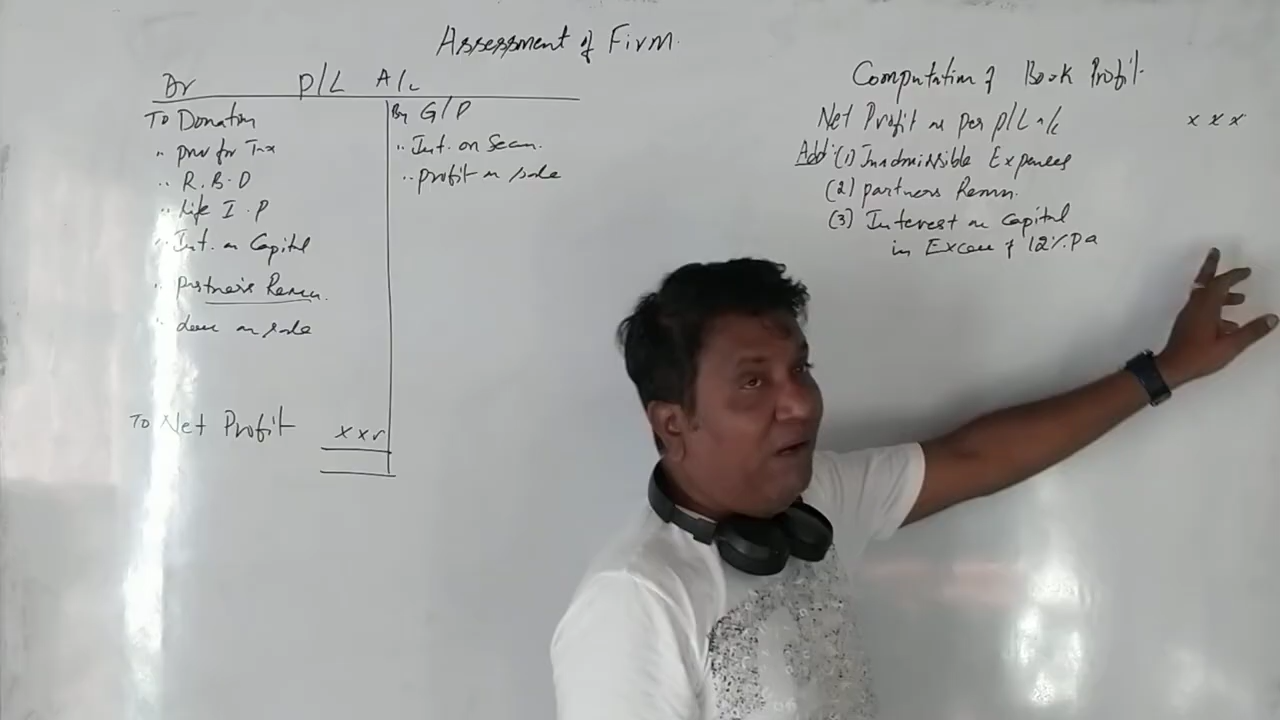 Assessment of Firm.
Dr P/L A/c
To Donation
" prov for Tax
" R.B.D
" Life I.P
" Int. on Capital
" partners Remu.
" loss on sale
To Net Profit xxx
By G/P
" Int. on Secu.
" profit on sale
Computation of Book Profit
Net Profit as per P/L a/c x x x
Add: (1) Inadmissible Expenses
(2) partners Remu.
(3) Interest on Capital
in Excess of 12% Pa